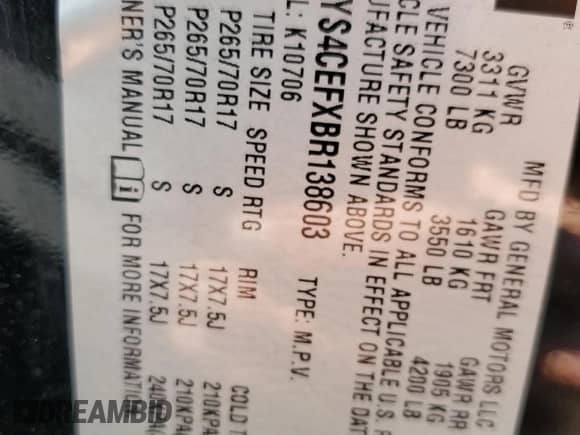 MFD BY GENERAL MOTORS LLC
GVWR GAWR FRT GAWR RR
3311 KG 1610 KG 1905 KG
7300 LB 3550 LB 4200 LB
VEHICLE CONFORMS TO ALL APPLICABLE U.S.
CLE SAFETY STANDARDS IN EFFECT ON THE DAT
UFACTURE SHOWN ABOVE.
YS4CEFXBR138603 TYPE: M.P.V.
L: K10706
TIRE SIZE SPEED RTG RIM COLD T
P265/70R17 S 17X7.5J 210KPA
P265/70R17 S 17X7.5J 210KPA
P265/70R17 S 17X7.5J 240
NER'S MANUAL i FOR MORE INFORMATION
DREAMBID